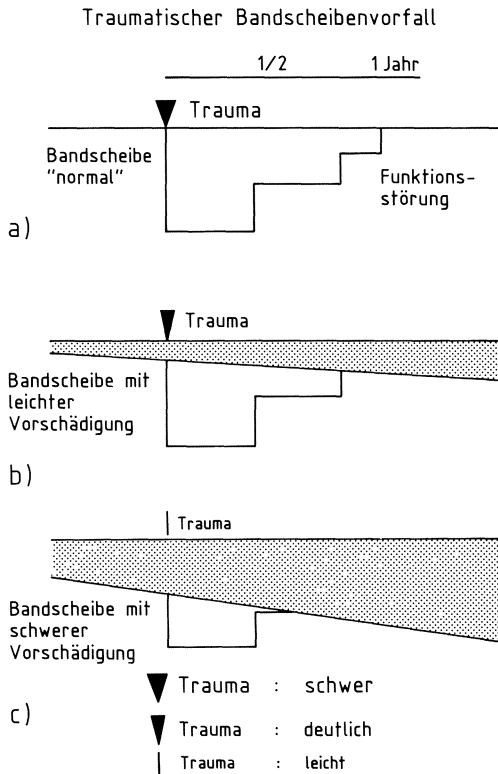 Traumatischer Bandscheibenvorfall
1/2 1 Jahr
Trauma
Bandscheibe
"normal"
Funktions-
störung
a)
Trauma
Bandscheibe mit
leichter
Vorschädigung
b)
Trauma
Bandscheibe mit
schwerer
Vorschädigung
c)
Trauma : schwer
Trauma : deutlich
Trauma : leicht